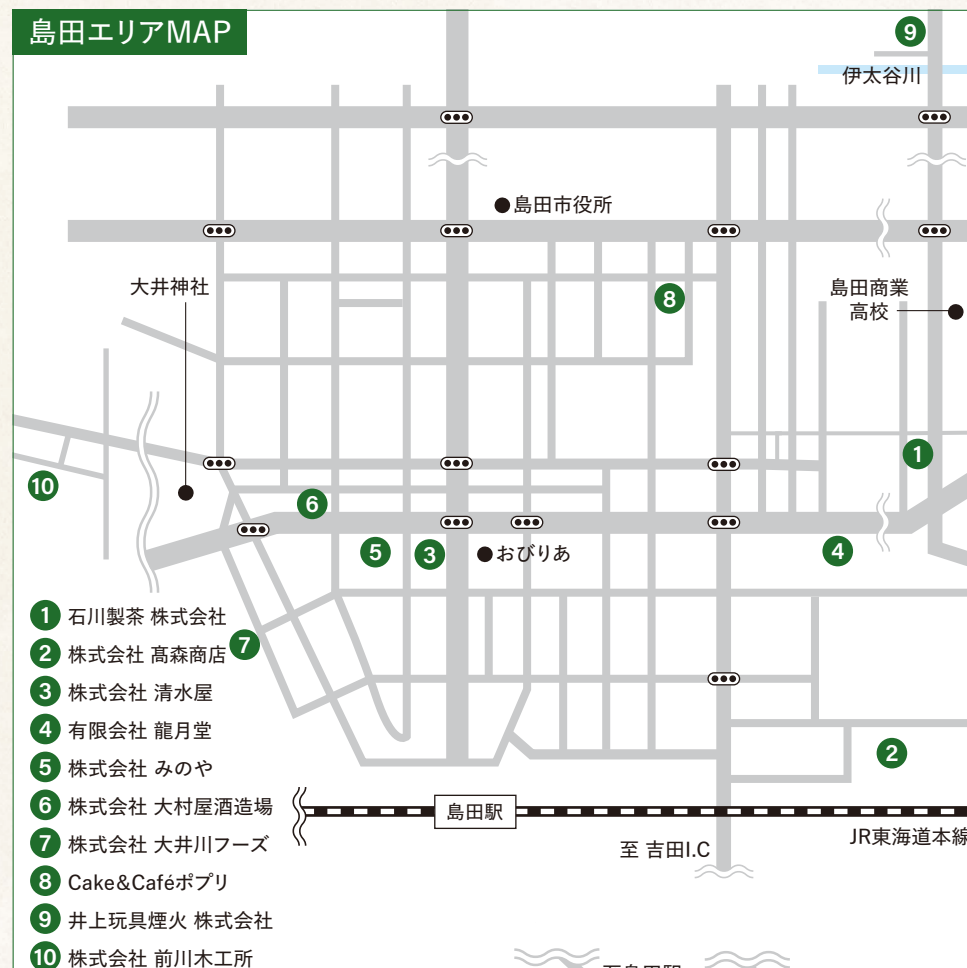 島田エリアMAP
9
伊太谷川
島田市役所
大井神社
8
島田商業
高校
1
10
6
5
3
おびりあ
4
1 石川製茶 株式会社
7
2 株式会社 髙森商店
3 株式会社 清水屋
4 有限会社 龍月堂
2
5 株式会社 みのや
6 株式会社 大村屋酒造場
島田駅
JR東海道本線
7 株式会社 大井川フーズ
至 吉田I.C
8 Cake&Caféポプリ
9 井上玩具煙火 株式会社
10 株式会社 前川木工所